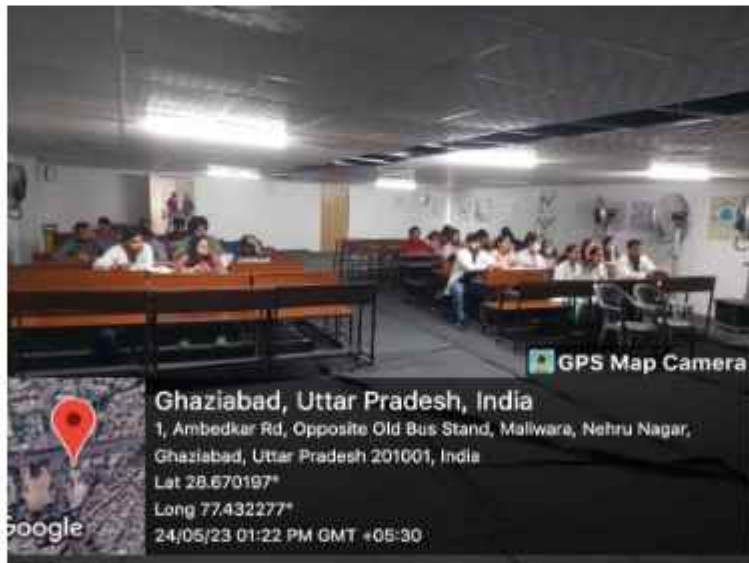 GPS Map Camera
Ghaziabad, Uttar Pradesh, India
1, Ambedkar Rd, Opposite Old Bus Stand, Maliwara, Nehru Nagar,
Ghaziabad, Uttar Pradesh 201001, India
Lat 28.670197°
Long 77.432277°
24/05/23 01:22 PM GMT +05:30
Google